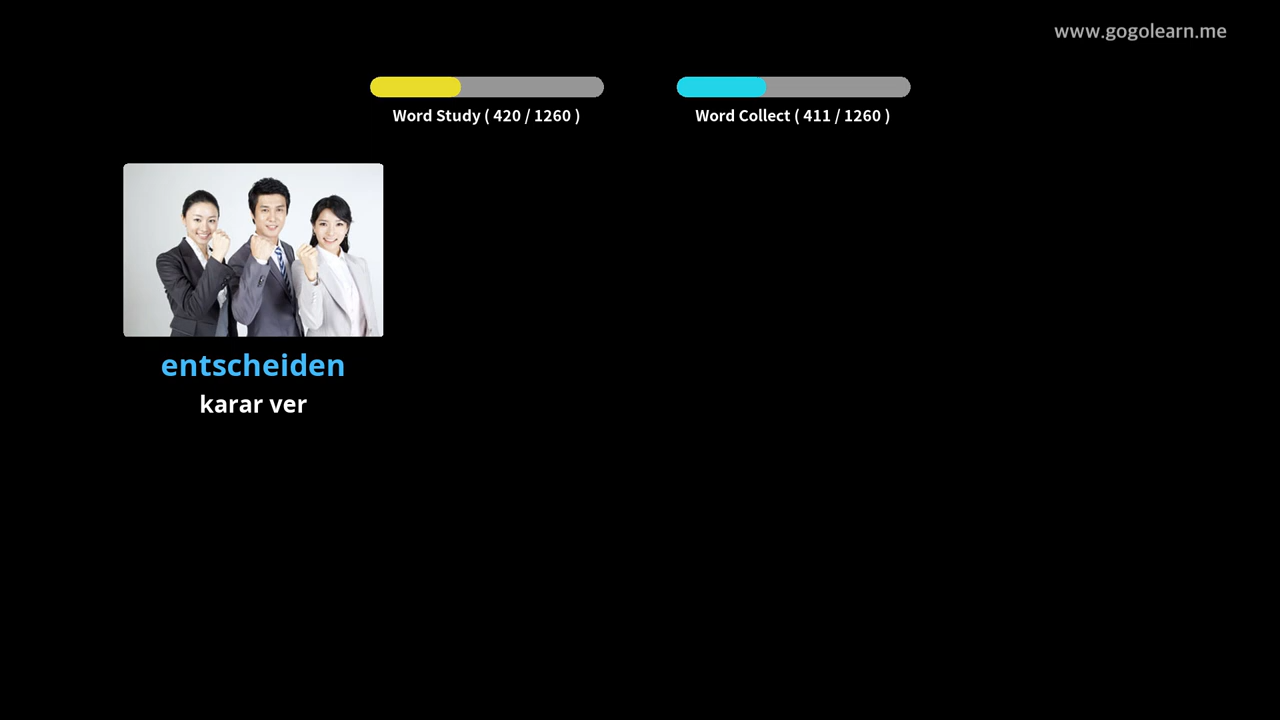 www.gogolearn.me
Word Study ( 420 / 1260 )
Word Collect ( 411 / 1260 )
entscheiden
karar ver